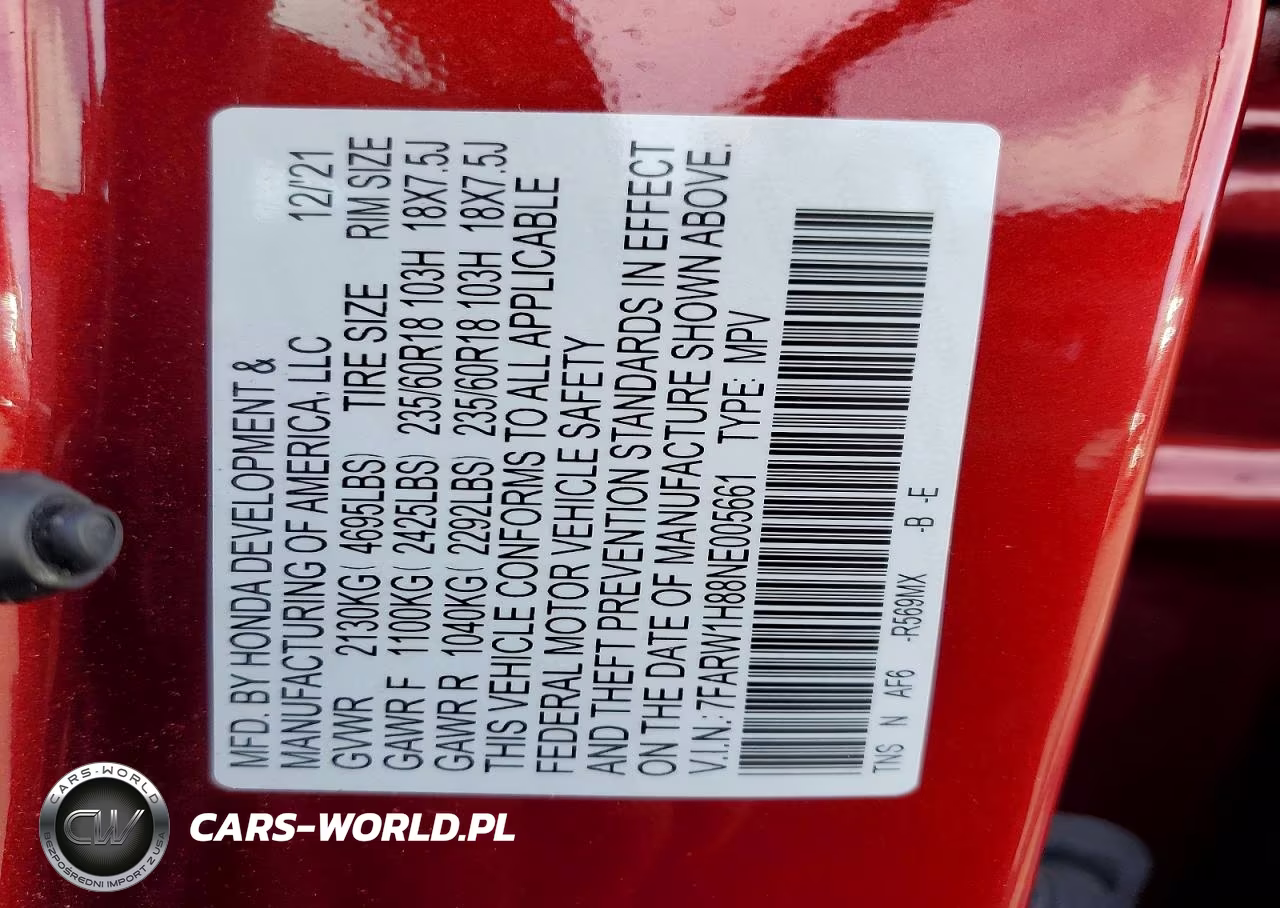 MFD. BY HONDA DEVELOPMENT &
MANUFACTURING OF AMERICA, LLC 12/'21
GVWR 2130KG( 4695LBS) TIRE SIZE RIM SIZE
GAWR F 1100KG( 2425LBS) 235/60R18 103H 18X7.5J
GAWR R 1040KG( 2292LBS) 235/60R18 103H 18X7.5J
THIS VEHICLE CONFORMS TO ALL APPLICABLE
FEDERAL MOTOR VEHICLE SAFETY
AND THEFT PREVENTION STANDARDS IN EFFECT
ON THE DATE OF MANUFACTURE SHOWN ABOVE.
V.I.N.: 7FARW1H88NE005661 TYPE: MPV
TNS N AF6 -R569MX -B -E
CARS-WORLD
CW
BEZPOŚREDNI IMPORT Z USA
CARS-WORLD.PL